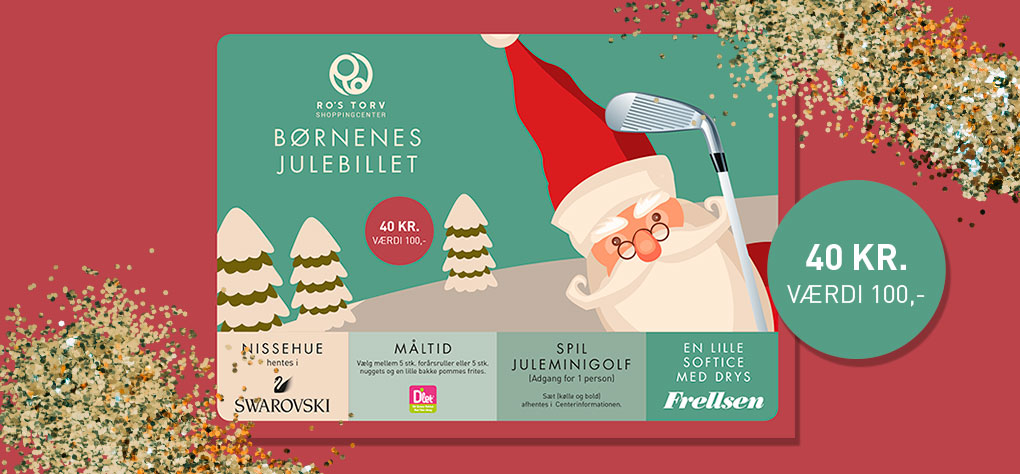 RO'S TORV
SHOPPINGCENTER
BØRNENES
JULEBILLET
40 KR.
VÆRDI 100,-
40 KR.
VÆRDI 100,-
NISSEHUE
hentes i
SWAROVSKI
MÅLTID
Vælg mellem 5 stk. forårsruller eller 5 stk.
nuggets og en lille bakke pommes frites.
SPIL
JULEMINIGOLF
(Adgang for 1 person)
Sæt (kølle og bold)
afhentes i Centerinformationen.
EN LILLE
SOFTICE
MED DRYS
Frellsen